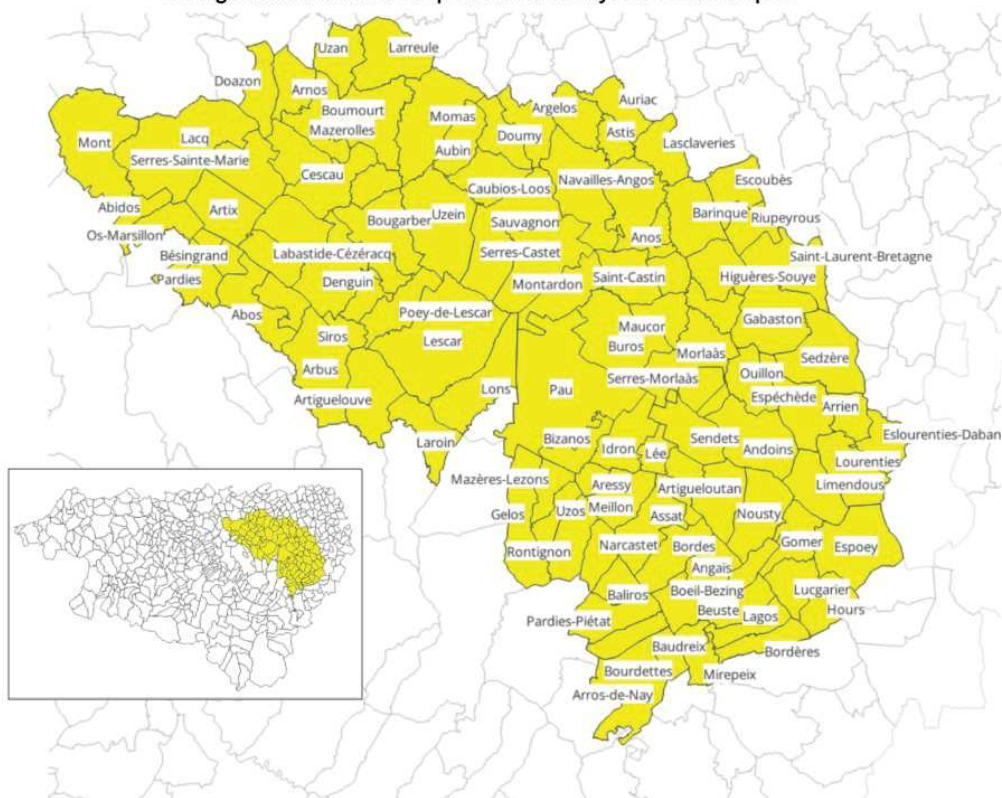 Uzan
Larreule
Doazon
Arnos
Auriac
Boumourt
Argelos
Momas
Mazerolles
Doumy
Astis
Mont
Lacq
Lasclaveries
Aubin
Serres-Sainte-Marie
Cescau
Navailles-Angos
Escoubès
Caubios-Loos
Abidos
Artix
Bougarber
Uzein
Barinque
Riupeyrous
Sauvagnon
Os-Marsillon
Anos
Bésingrand
Labastide-Cézéracq
Serres-Castet
Saint-Laurent-Bretagne
Pardies
Denguin
Montardon
Saint-Castin
Higuères-Souye
Abos
Poey-de-Lescar
Gabaston
Siros
Lescar
Maucor
Buros
Morlaàs
Sedzère
Arbus
Serres-Morlaàs
Ouillon
Artiguelouve
Lons
Pau
Espéchède
Arrien
Laroin
Bizanos
Idron
Lée
Sendets
Andoins
Eslourenties-Daban
Lourenties
Mazères-Lezons
Aressy
Artigueloutan
Limendous
Gelos
Uzos
Meillon
Assat
Nousty
Rontignon
Narcastet
Bordes
Gomer
Espoey
Angaïs
Baliros
Boeil-Bezing
Lucgarier
Pardies-Piétat
Beuste
Lagos
Hours
Baudreix
Bordères
Bourdettes
Mirepeix
Arros-de-Nay